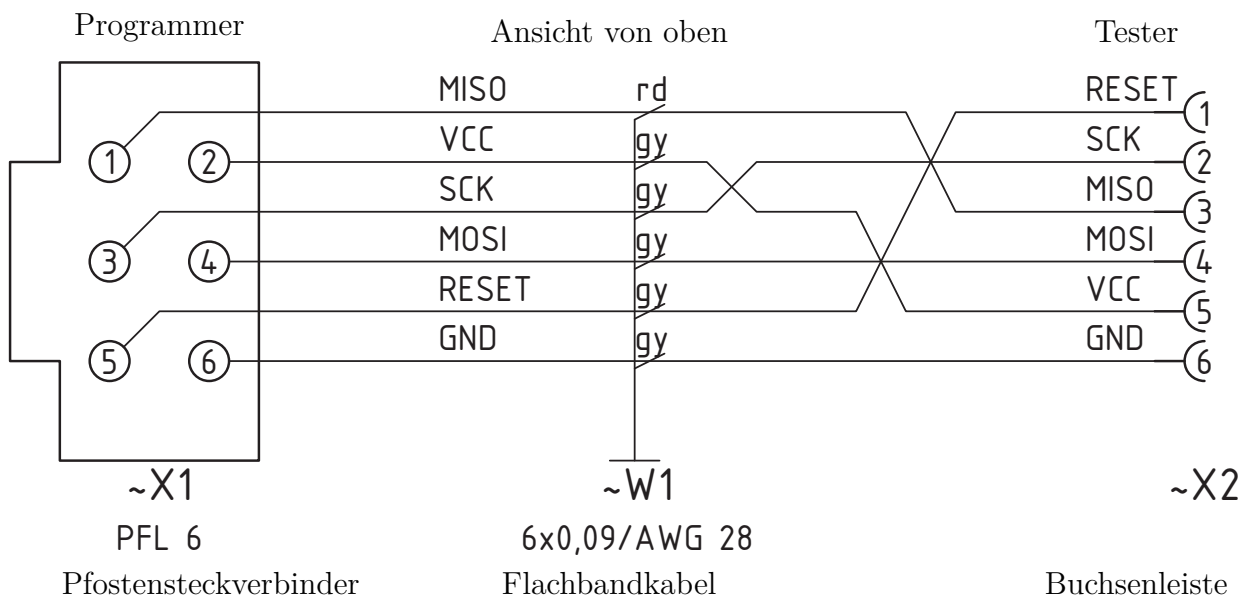 Programmer Ansicht von oben Tester
MISO rd RESET 1
VCC gy SCK
1 2 2
SCK gy MISO 3
MOSI gy MOSI
3 4 4
RESET gy VCC 5
GND gy GND
5 6 6
~X1 ~W1 ~X2
PFL 6 6x0,09/AWG 28
Pfostensteckverbinder Flachbandkabel Buchsenleiste